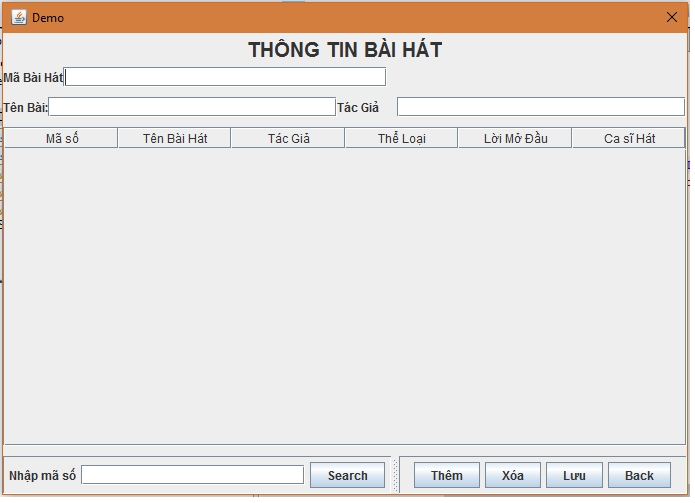 Demo
THÔNG TIN BÀI HÁT
Mã Bài Hát
Tên Bài: Tác Giả
Mã số Tên Bài Hát Tác Giả Thể Loại Lời Mở Đầu Ca sĩ Hát
Nhập mã số Search Thêm Xóa Lưu Back